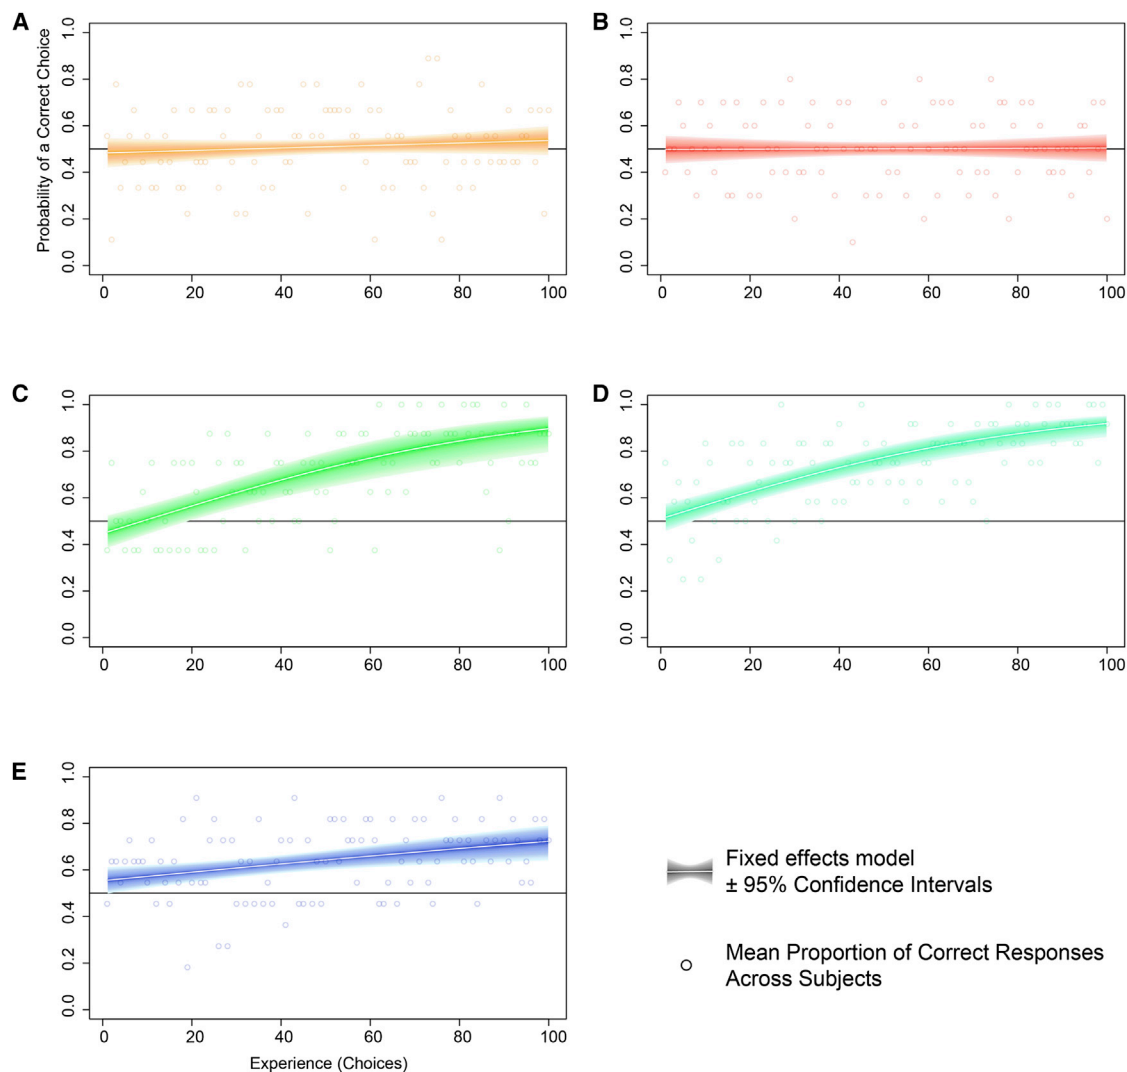 A
B
Probability of a Correct Choice
1.0
0.8
0.6
0.4
0.2
0.0
0 20 40 60 80 100
1.0
0.8
0.6
0.4
0.2
0.0
0 20 40 60 80 100
C
D
1.0
0.8
0.6
0.4
0.2
0.0
0 20 40 60 80 100
1.0
0.8
0.6
0.4
0.2
0.0
0 20 40 60 80 100
E
1.0
0.8
0.6
0.4
0.2
0.0
0 20 40 60 80 100
Experience (Choices)
Fixed effects model
± 95% Confidence Intervals
Mean Proportion of Correct Responses
Across Subjects